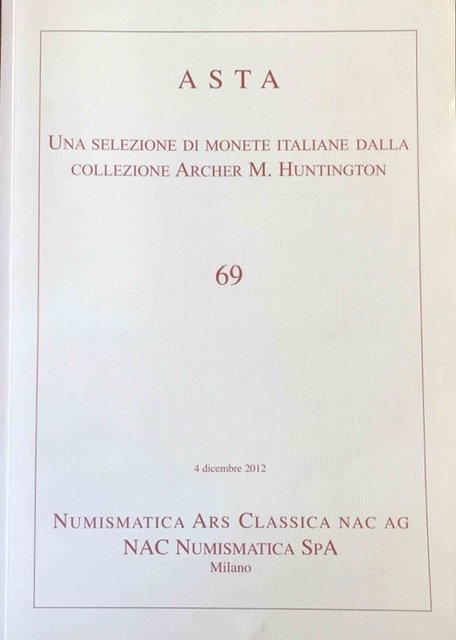 ASTA
UNA SELEZIONE DI MONETE ITALIANE DALLA
COLLEZIONE ARCHER M. HUNTINGTON
69
4 dicembre 2012
NUMISMATICA ARS CLASSICA NAC AG
NAC NUMISMATICA SPA
Milano